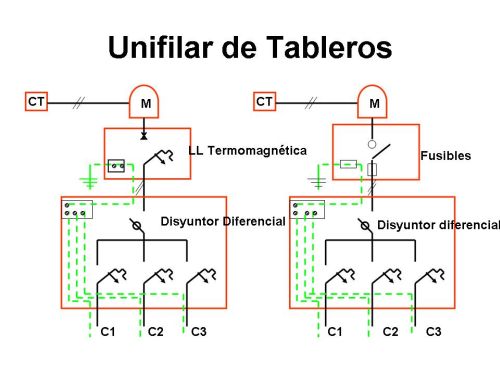 Unifilar de Tableros
CT
M
CT
M
LL Termomagnética
Fusibles
Disyuntor Diferencial
Disyuntor diferencial
C1 C2 C3
C1 C2 C3